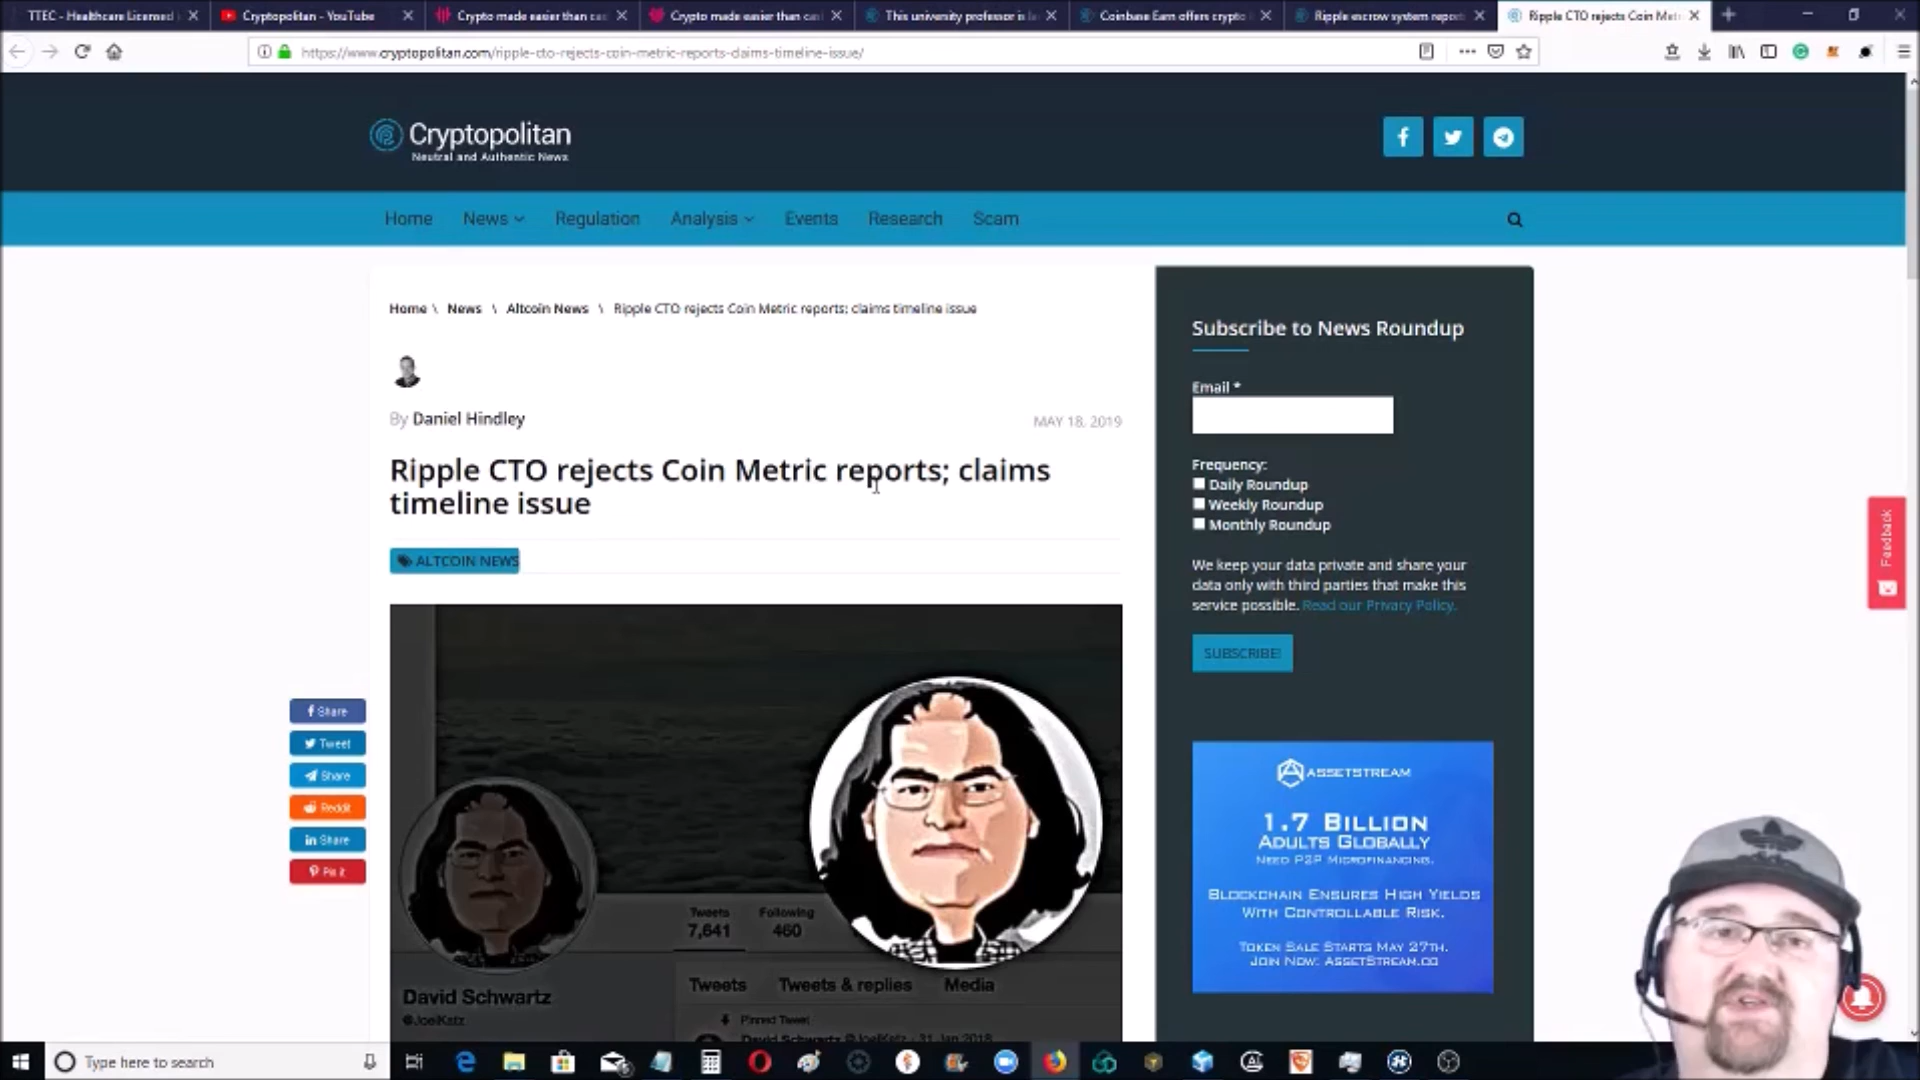 TTEC - Healthcare Licensed
Cryptopolitan - YouTube
Crypto made easier than ca
Crypto made easier than ca
This university professor is
Coinbase Earn offers crypto
Ripple escrow system report
Ripple CTO rejects Coin Met
https://www.cryptopolitan.com/ripple-cto-rejects-coin-metric-reports-claims-timeline-issue/
Cryptopolitan
Neutral and Authentic News
Home News Regulation Analysis Events Research Scam
Home \ News \ Altcoin News \ Ripple CTO rejects Coin Metric reports; claims timeline issue
By Daniel Hindley
MAY 18, 2019
Ripple CTO rejects Coin Metric reports; claims
timeline issue
ALTCOIN NEWS
Share
Tweet
Share
Reddit
Share
Pin it
Tweets
7,641
Following
460
Tweets Tweets & replies Media
David Schwartz
@JoelKatz
Pinned Tweet
David Schwartz @JoelKatz · 31 Jan 2018
Subscribe to News Roundup
Email *
Frequency:
Daily Roundup
Weekly Roundup
Monthly Roundup
We keep your data private and share your
data only with third parties that make this
service possible. Read our Privacy Policy.
SUBSCRIBE!
ASSETSTREAM
1.7 BILLION
ADULTS GLOBALLY
NEED P2P MICROFINANCING.
BLOCKCHAIN ENSURES HIGH YIELDS
WITH CONTROLLABLE RISK.
TOKEN SALE STARTS MAY 27TH.
JOIN NOW: ASSETSTREAM.CO
Feedback
Type here to search